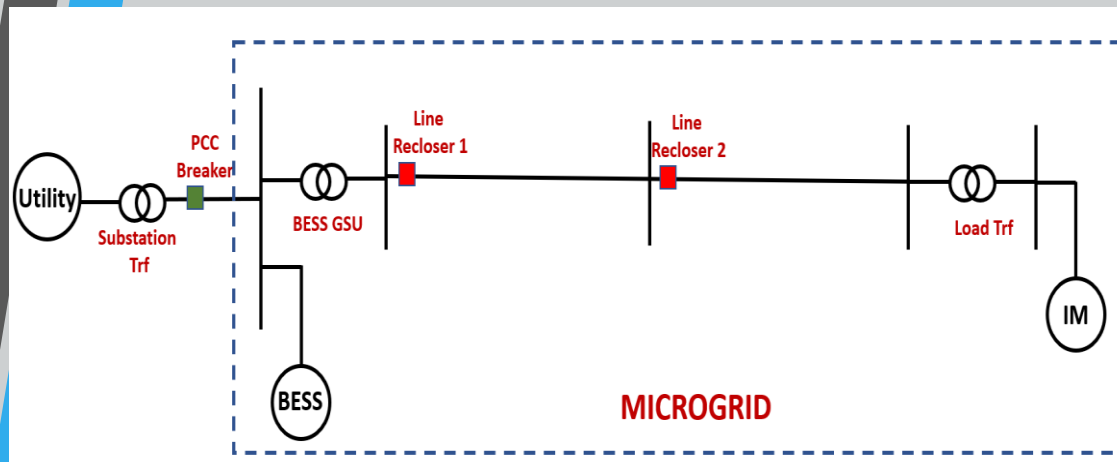 Utility
Substation
Trf
PCC
Breaker
BESS GSU
BESS
Line
Recloser 1
Line
Recloser 2
Load Trf
IM
MICROGRID